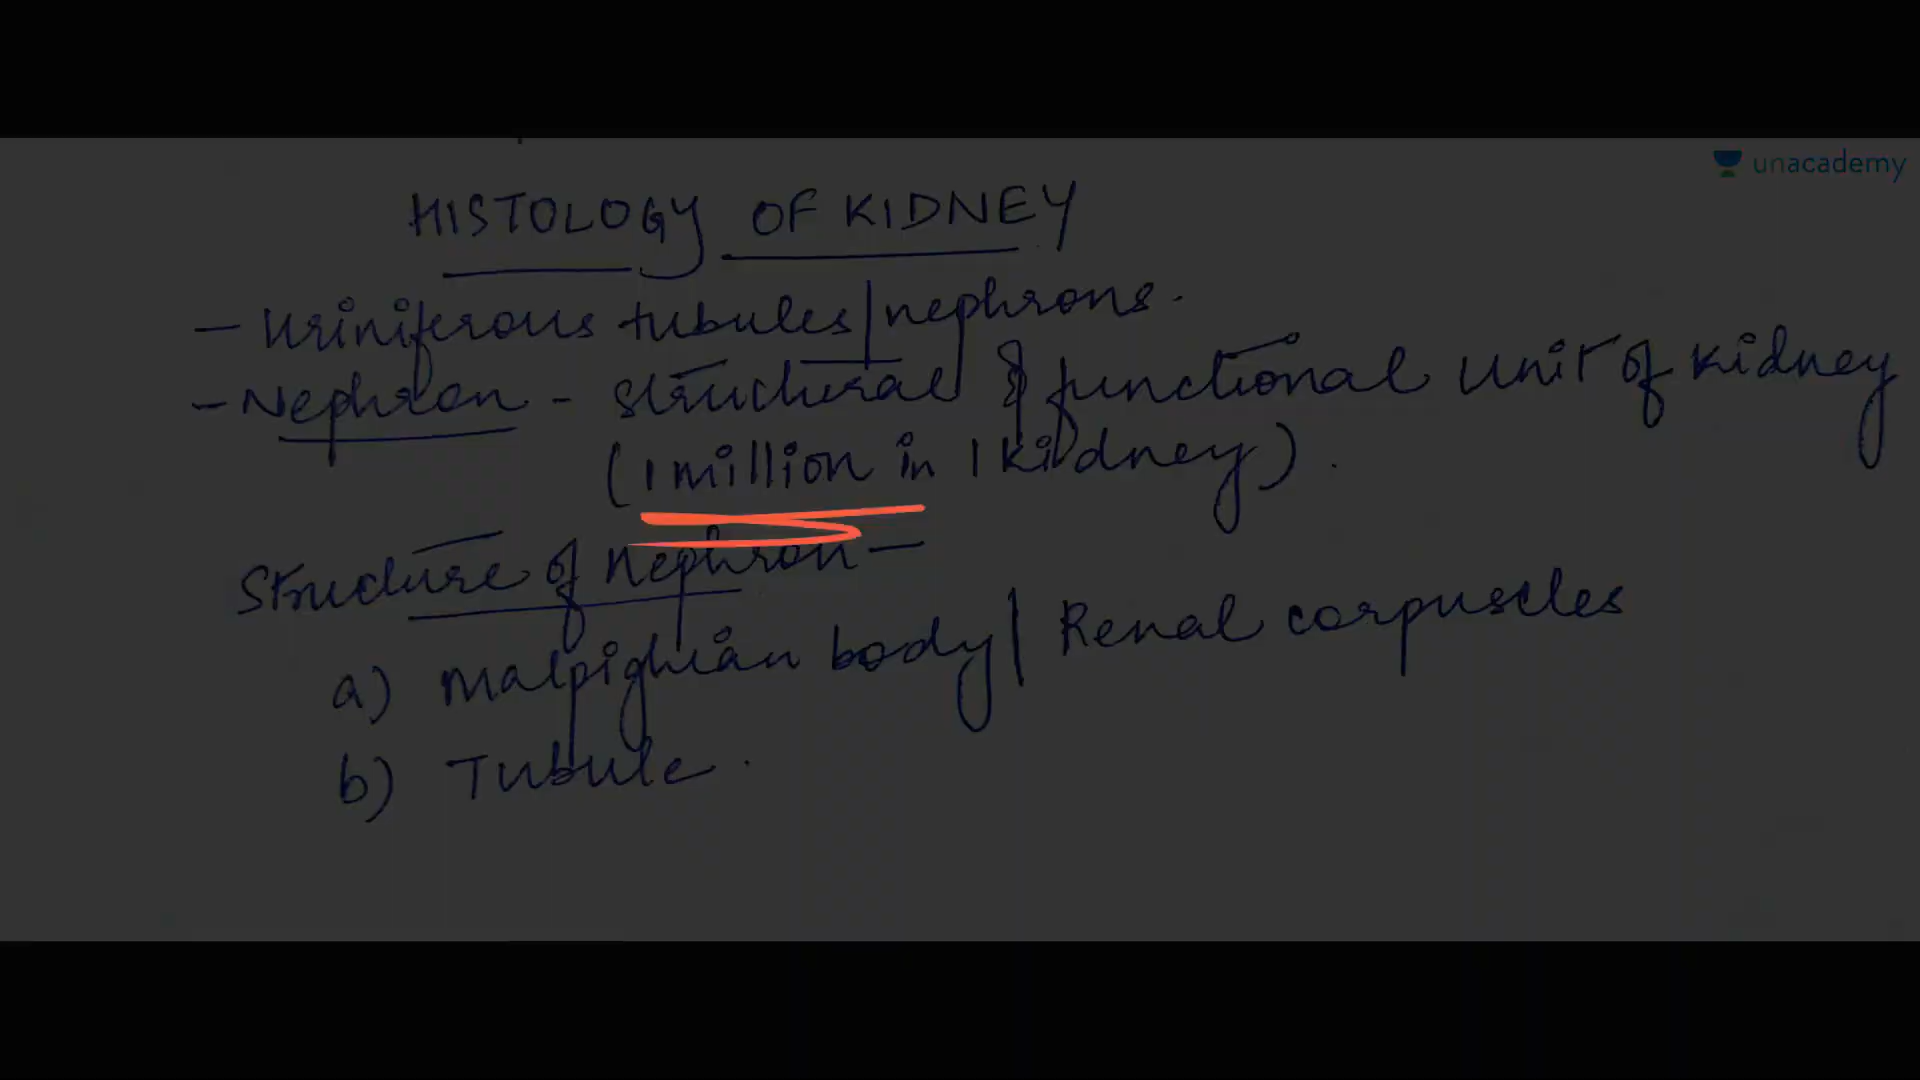 unacademy
HISTOLOGY OF KIDNEY
- Uriniferous tubules/nephrons.
- Nephron - Structural & functional unit of kidney
(1 million in 1 kidney).
Structure of nephron -
a) Malpighian body/Renal corpuscles
b) Tubule.